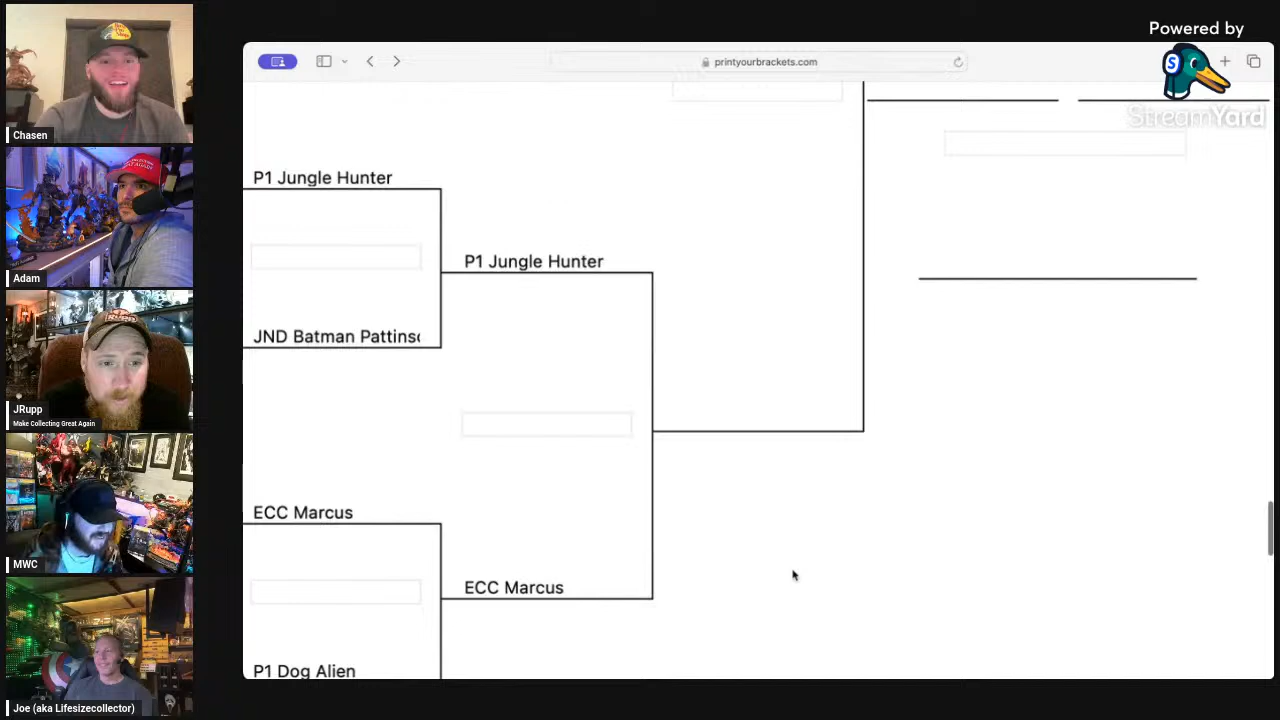 Powered by
StreamYard
printyourbrackets.com
Chasen
Adam
JRupp
Make Collecting Great Again
MWC
Joe (aka Lifesizecollector)
P1 Jungle Hunter
P1 Jungle Hunter
JND Batman Pattins
ECC Marcus
ECC Marcus
P1 Dog Alien